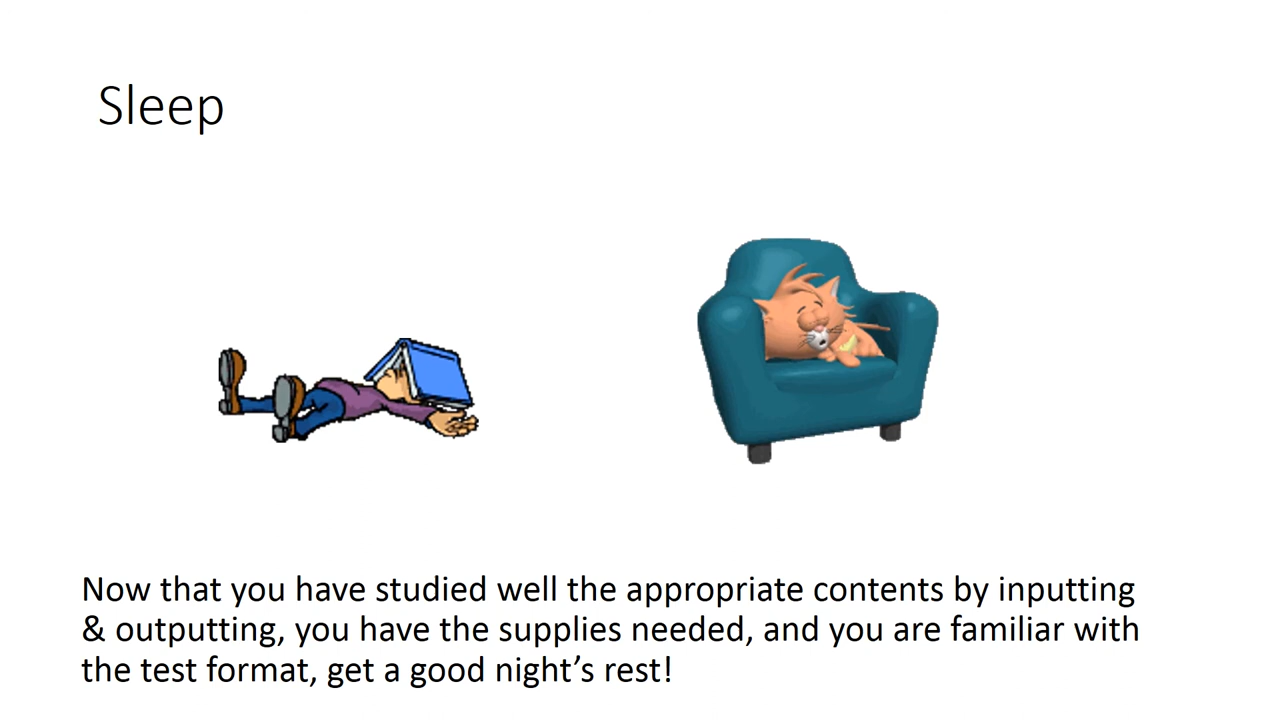 Sleep
Now that you have studied well the appropriate contents by inputting
& outputting, you have the supplies needed, and you are familiar with
the test format, get a good night’s rest!